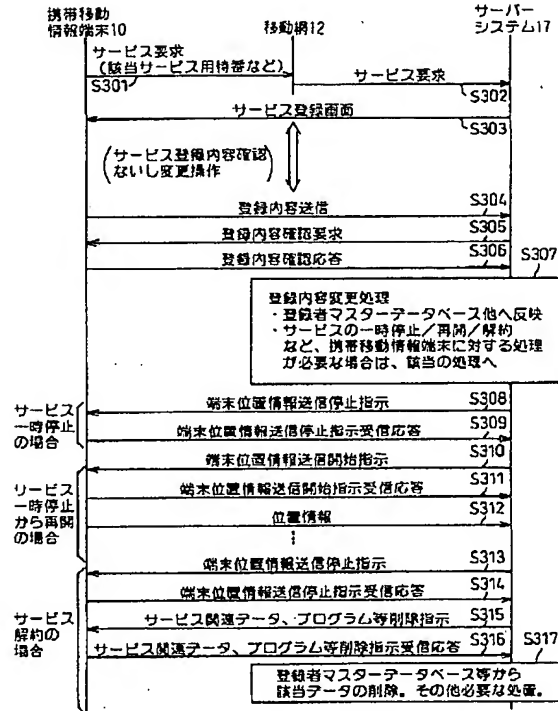 携帯移動
情報端末10
移動網12
サーバー
システム17
サービス要求
(該当サービス用特番など)
S301
サービス要求
S302
サービス登録画面
S303
(サービス登録内容確認
ないし変更操作)
S304
登録内容送信
S305
登録内容確認要求
S306
登録内容確認応答
S307
登録内容変更処理
・登録者マスターデータベース他へ反映
・サービスの一時停止/再開/解約
など、携帯移動情報端末に対する処理
が必要な場合は、該当の処理へ
サービス
一時停止
の場合
端末位置情報送信停止指示
S308
端末位置情報送信停止指示受信応答
S309
サービス
一時停止
から再開
の場合
端末位置情報送信開始指示
S310
端末位置情報送信開始指示受信応答
S311
位置情報
S312
サービス
解約の
場合
端末位置情報送信停止指示
S313
端末位置情報送信停止指示受信応答
S314
サービス関連データ、プログラム等削除指示
S315
サービス関連データ、プログラム等削除指示受信応答
S316
S317
登録者マスターデータベース等から
該当データの削除。その他必要な処置。